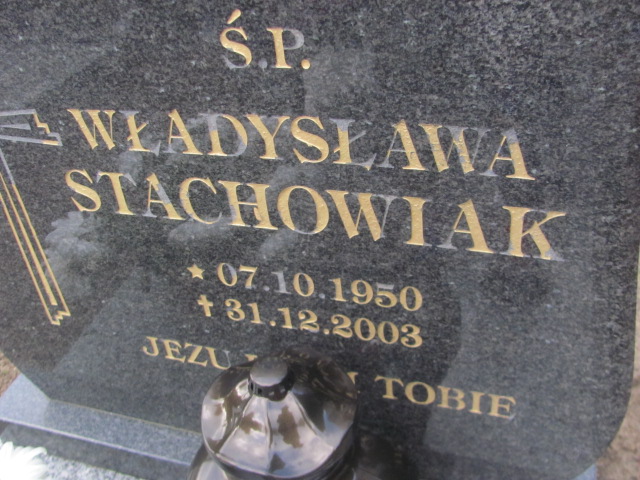 Ś.P.
WŁADYSŁAWA
STACHOWIAK
★ 07.10.1950
✝ 31.12.2003
JEZU TOBIE